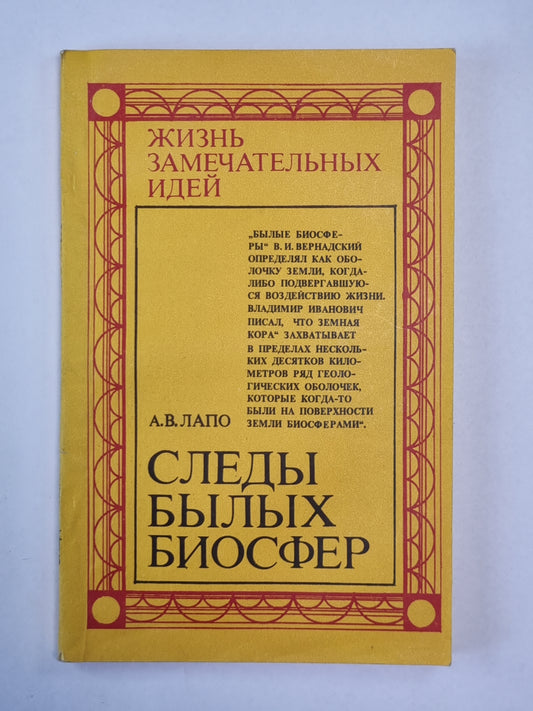 ЖИЗНЬ
ЗАМЕЧАТЕЛЬНЫХ
ИДЕЙ
„БЫЛЫЕ БИОСФЕ-
РЫ“ В. И. ВЕРНАДСКИЙ
ОПРЕДЕЛЯЛ КАК ОБО-
ЛОЧКУ ЗЕМЛИ, КОГДА-
ЛИБО ПОДВЕРГАВШУЮ-
СЯ ВОЗДЕЙСТВИЮ ЖИЗНИ.
ВЛАДИМИР ИВАНОВИЧ
ПИСАЛ, ЧТО ЗЕМНАЯ
КОРА“ ЗАХВАТЫВАЕТ
В ПРЕДЕЛАХ НЕСКОЛЬ-
КИХ ДЕСЯТКОВ КИЛО-
МЕТРОВ РЯД ГЕОЛО-
ГИЧЕСКИХ ОБОЛОЧЕК,
КОТОРЫЕ КОГДА-ТО
БЫЛИ НА ПОВЕРХНОСТИ
ЗЕМЛИ БИОСФЕРАМИ“.
А.В.ЛАПО
СЛЕДЫ
БЫЛЫХ
БИОСФЕР